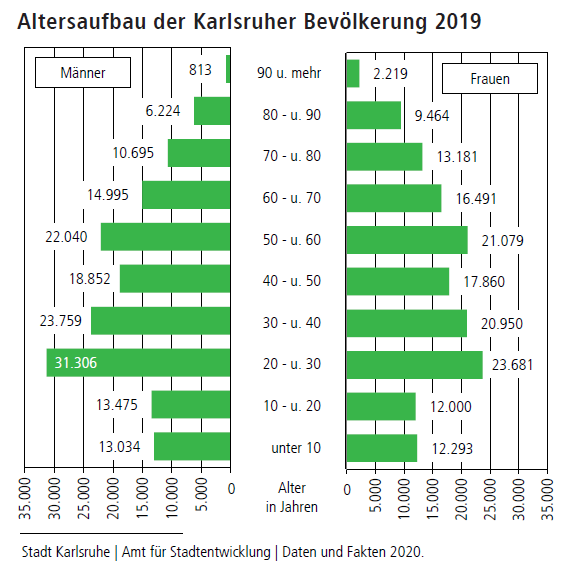 Altersaufbau der Karlsruher Bevölkerung 2019
Männer
Frauen
813 90 u. mehr 2.219
6.224 80 - u. 90 9.464
10.695 70 - u. 80 13.181
14.995 60 - u. 70 16.491
22.040 50 - u. 60 21.079
18.852 40 - u. 50 17.860
23.759 30 - u. 40 20.950
31.306 20 - u. 30 23.681
13.475 10 - u. 20 12.000
13.034 unter 10 12.293
35.000 30.000 25.000 20.000 15.000 10.000 5.000 0
Alter
in Jahren
0 5.000 10.000 15.000 20.000 25.000 30.000 35.000
Stadt Karlsruhe | Amt für Stadtentwicklung | Daten und Fakten 2020.